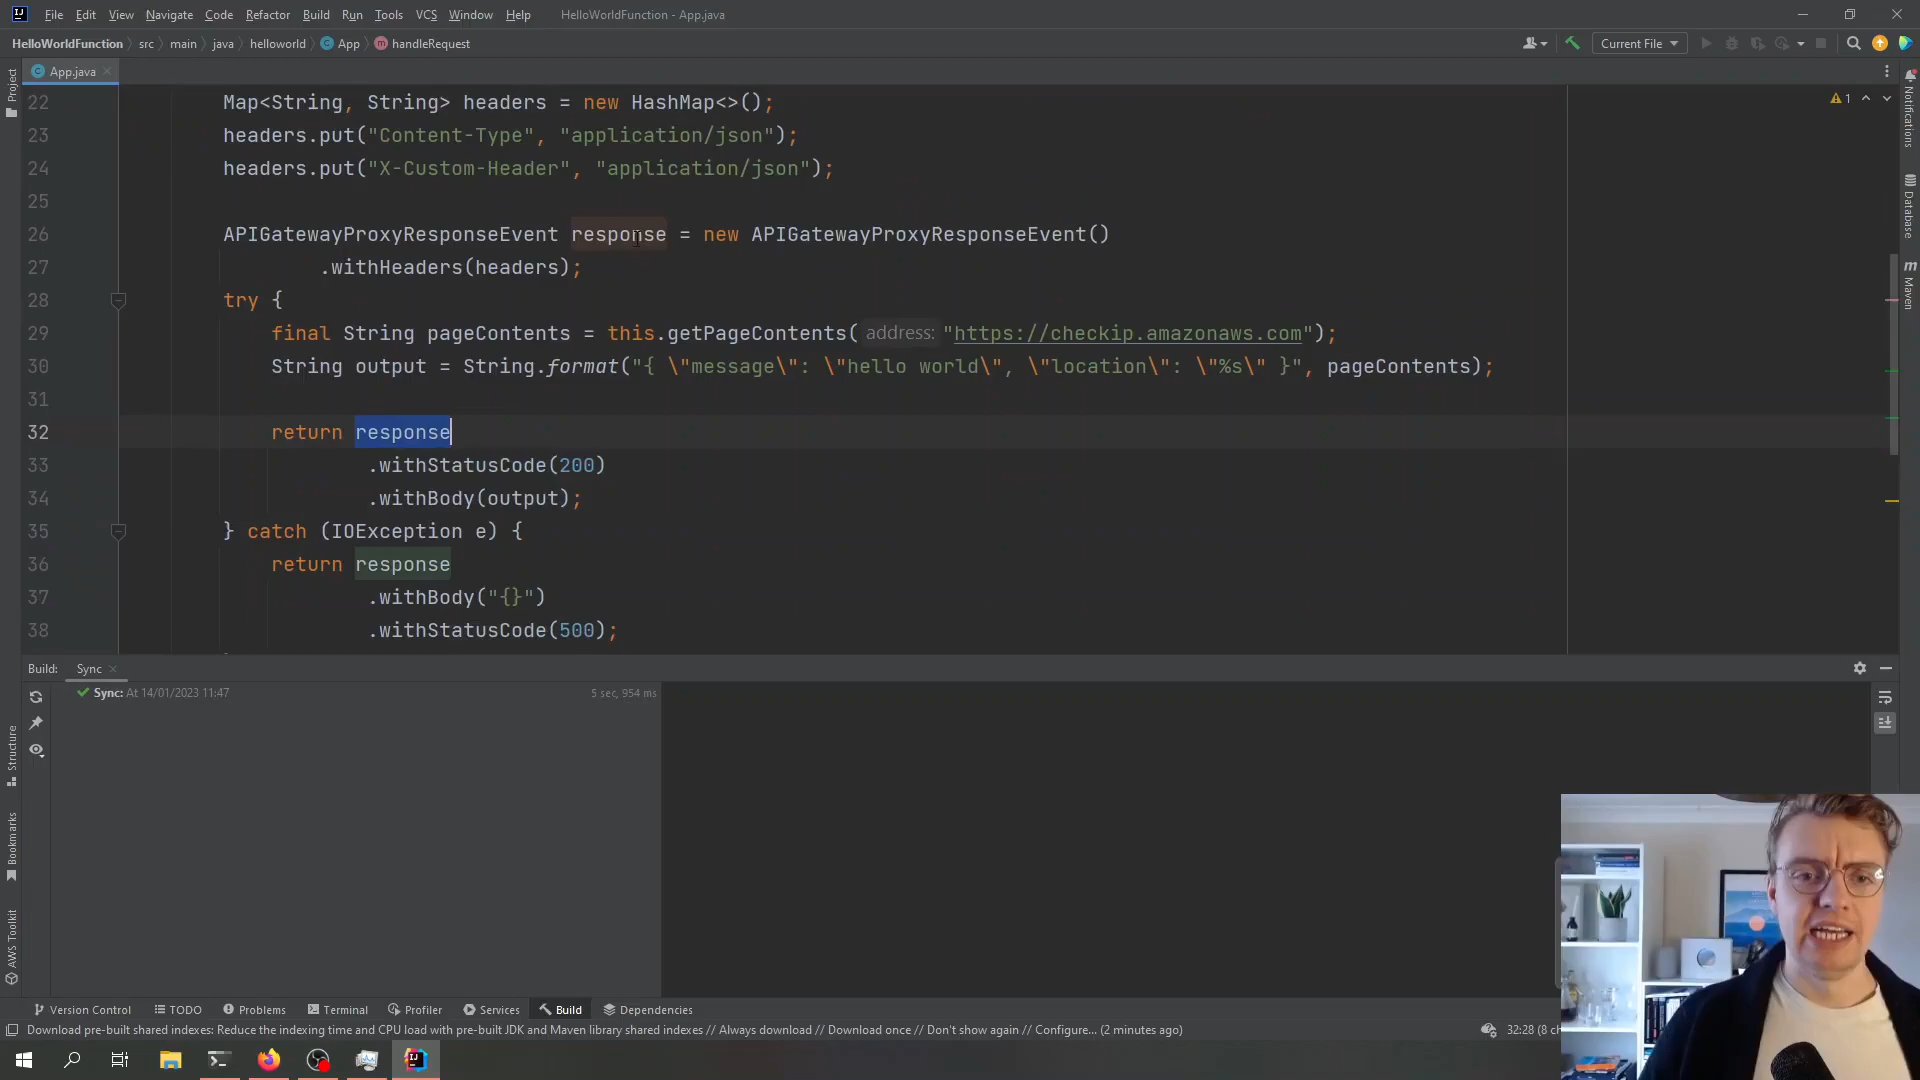 File Edit View Navigate Code Refactor Build Run Tools VCS Window Help HelloWorldFunction - App.java
HelloWorldFunction src main java helloworld App handleRequest Current File
App.java
Project
Notifications
Database
Maven
1
22 Map<String, String> headers = new HashMap<>();
23 headers.put("Content-Type", "application/json");
24 headers.put("X-Custom-Header", "application/json");
25
26 APIGatewayProxyResponseEvent response = new APIGatewayProxyResponseEvent()
27 .withHeaders(headers);
28 try {
29 final String pageContents = this.getPageContents( address: "https://checkip.amazonaws.com");
30 String output = String.format("{ \"message\": \"hello world\", \"location\": \"%s\" }", pageContents);
31
32 return response
33 .withStatusCode(200)
34 .withBody(output);
35 } catch (IOException e) {
36 return response
37 .withBody("{}")
38 .withStatusCode(500);
Build: Sync
Sync: At 14/01/2023 11:47 5 sec, 954 ms
Structure
Bookmarks
AWS Toolkit
Version Control TODO Problems Terminal Profiler Services Build Dependencies
Download pre-built shared indexes: Reduce the indexing time and CPU load with pre-built JDK and Maven library shared indexes // Always download // Download once // Don't show again // Configure... (2 minutes ago) 32:28 (8 ch